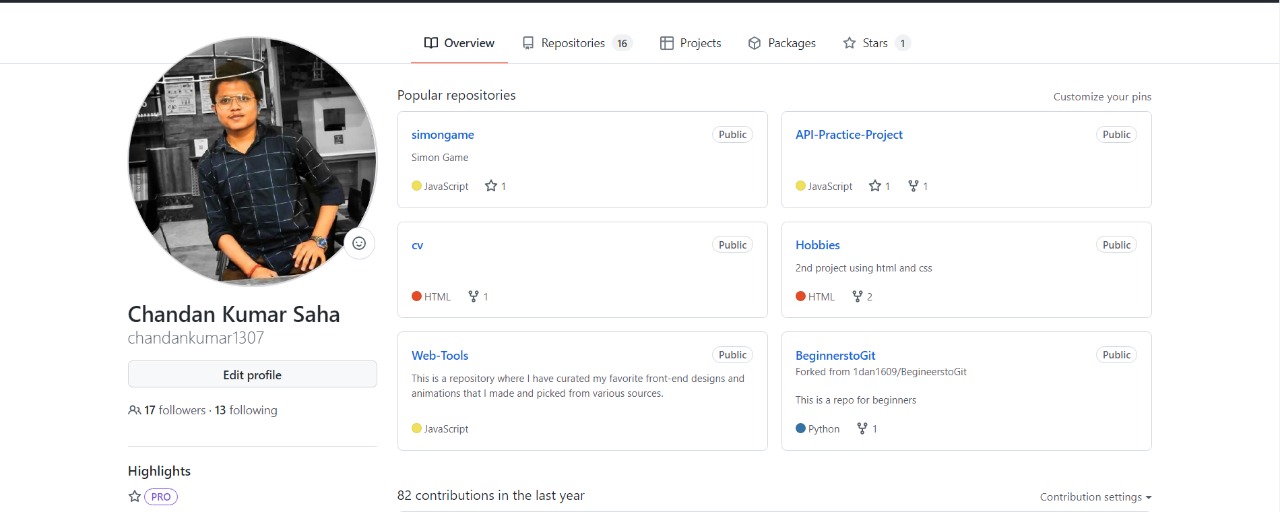 Overview
Repositories 16
Projects
Packages
Stars 1
Chandan Kumar Saha
chandankumar1307
Edit profile
17 followers · 13 following
Highlights
PRO
Popular repositories
Customize your pins
simongame
Public
Simon Game
JavaScript 1
API-Practice-Project
Public
JavaScript 1 1
cv
Public
HTML 1
Hobbies
Public
2nd project using html and css
HTML 2
Web-Tools
Public
This is a repository where I have curated my favorite front-end designs and
animations that I made and picked from various sources.
JavaScript
BeginnerstoGit
Public
Forked from 1dan1609/BegineerstoGit
This is a repo for beginners
Python 1
82 contributions in the last year
Contribution settings